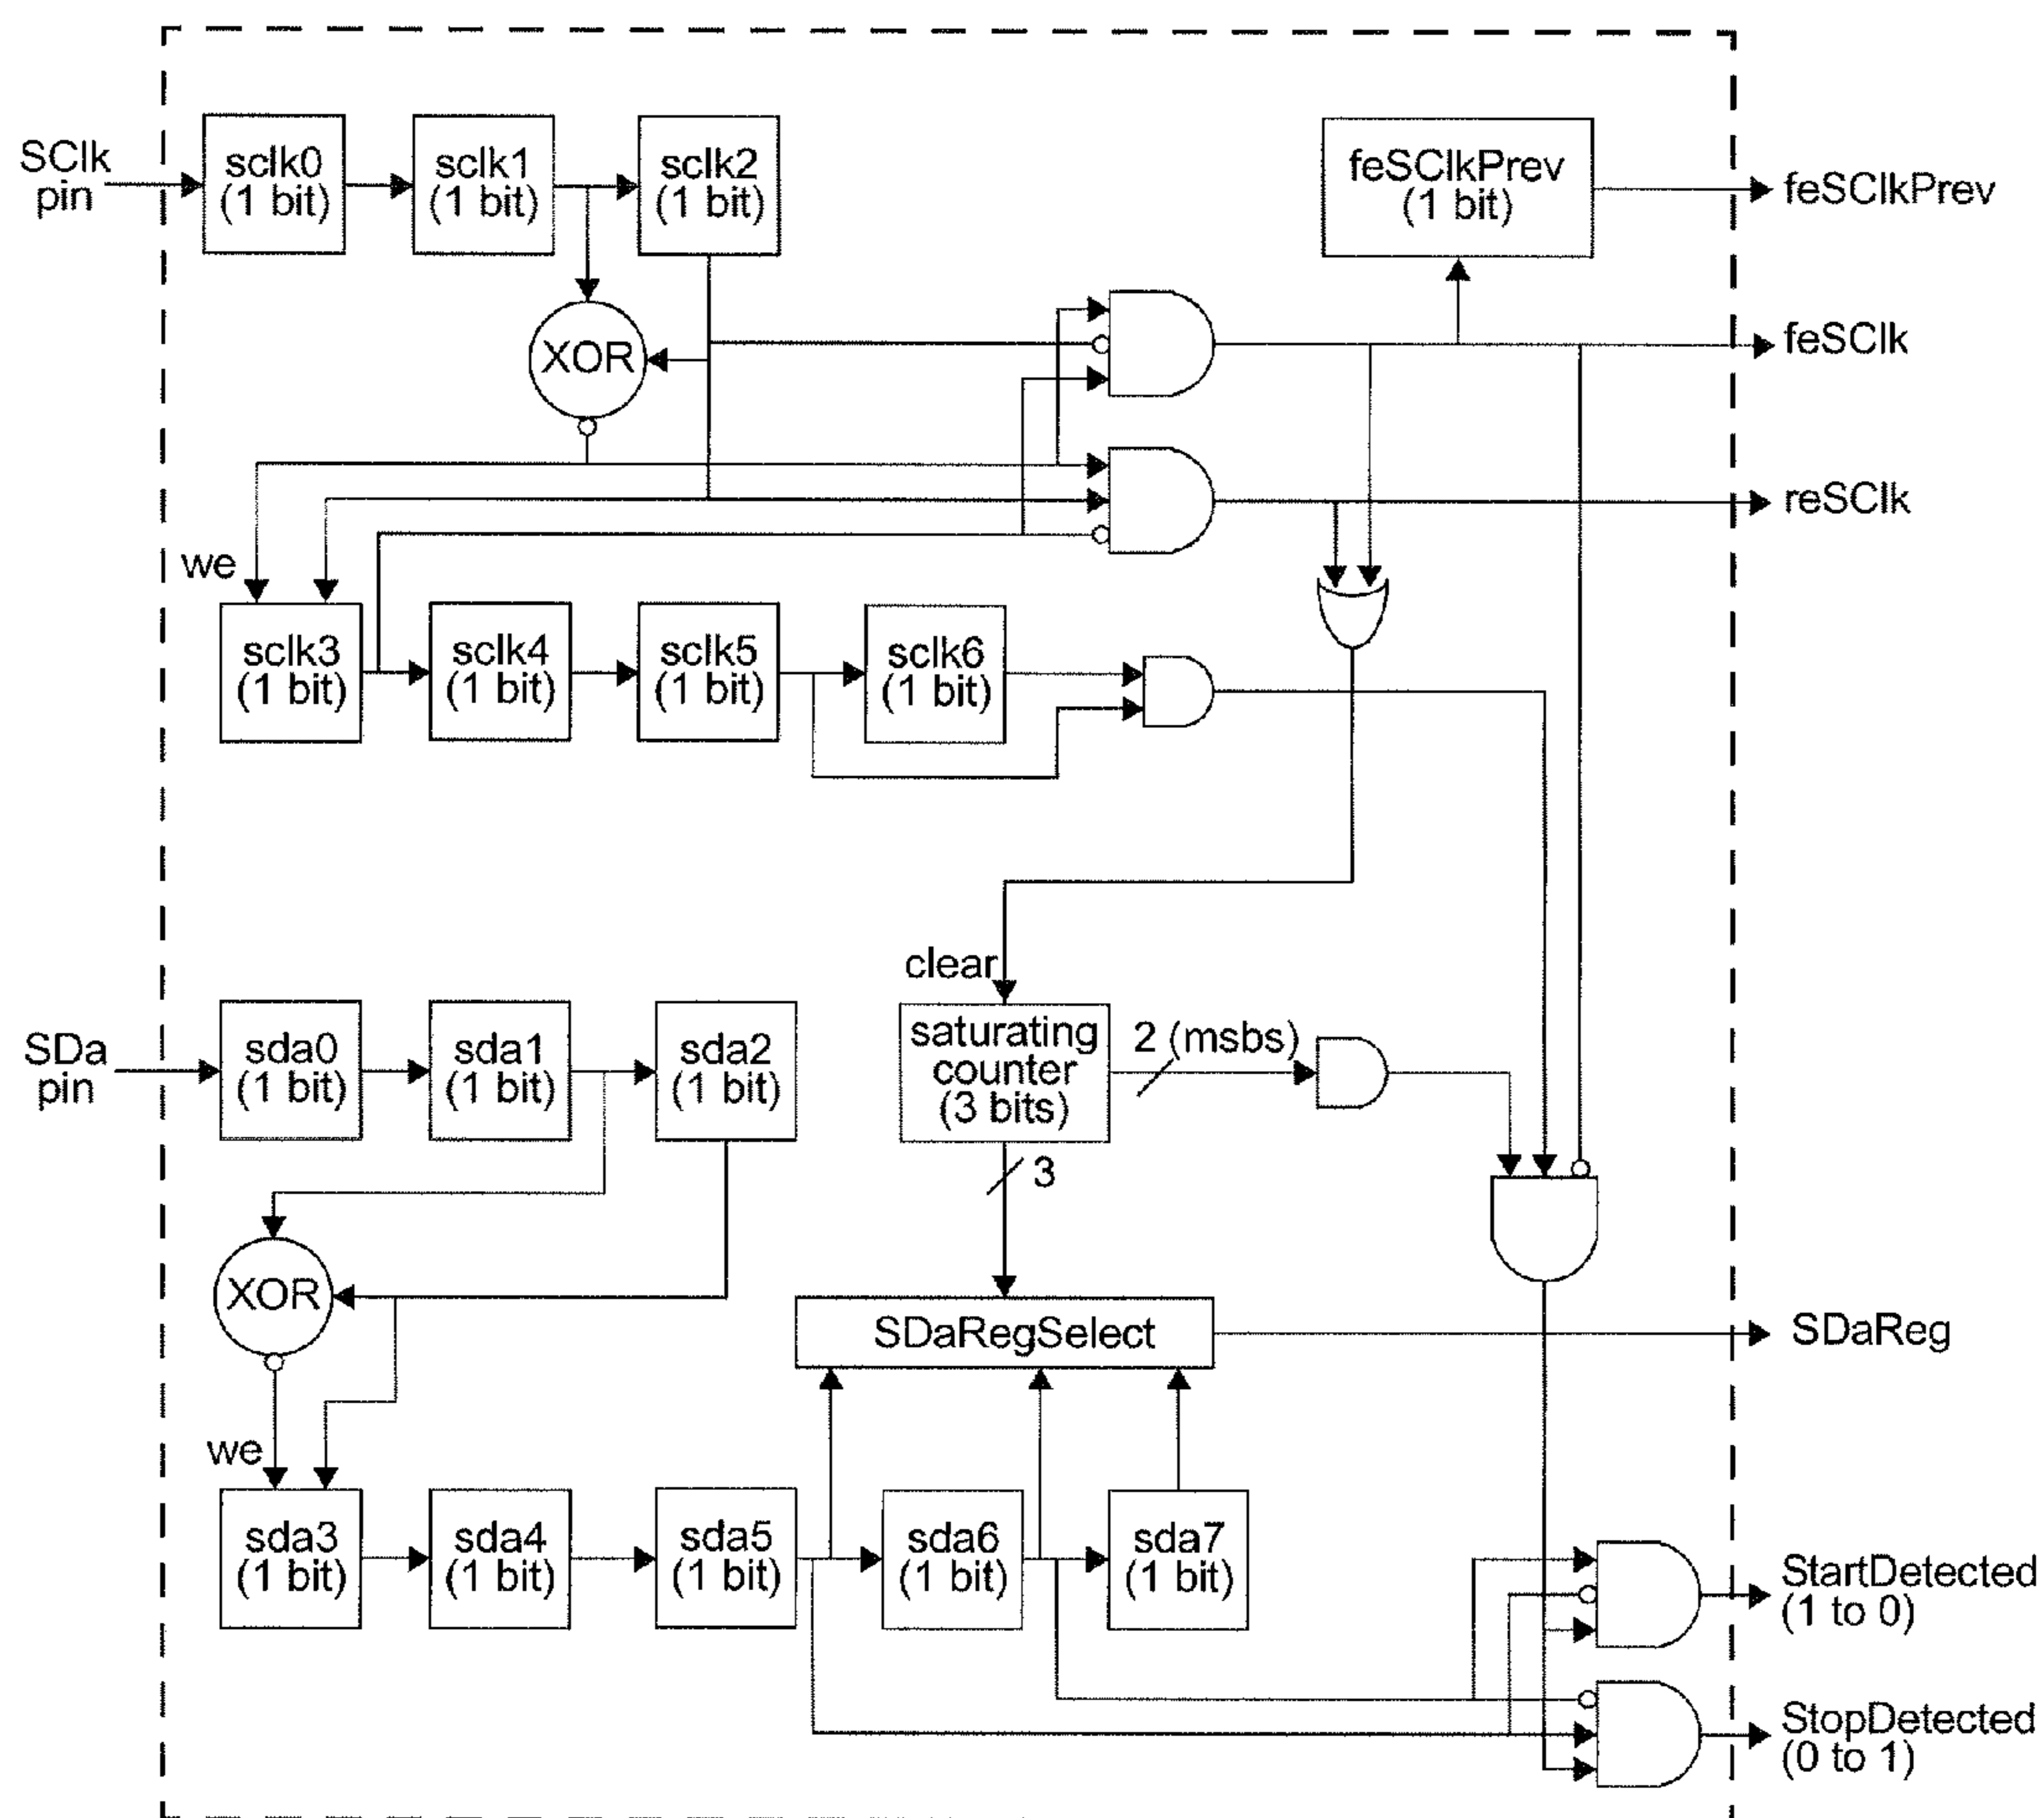 SClk
pin
sclk0
(1 bit)
sclk1
(1 bit)
sclk2
(1 bit)
feSClkPrev
(1 bit)
feSClkPrev
XOR
feSClk
reSClk
we
sclk3
(1 bit)
sclk4
(1 bit)
sclk5
(1 bit)
sclk6
(1 bit)
clear
SDa
pin
sda0
(1 bit)
sda1
(1 bit)
sda2
(1 bit)
saturating
counter
(3 bits)
2 (msbs)
3
XOR
SDaRegSelect
SDaReg
we
sda3
(1 bit)
sda4
(1 bit)
sda5
(1 bit)
sda6
(1 bit)
sda7
(1 bit)
StartDetected
(1 to 0)
StopDetected
(0 to 1)